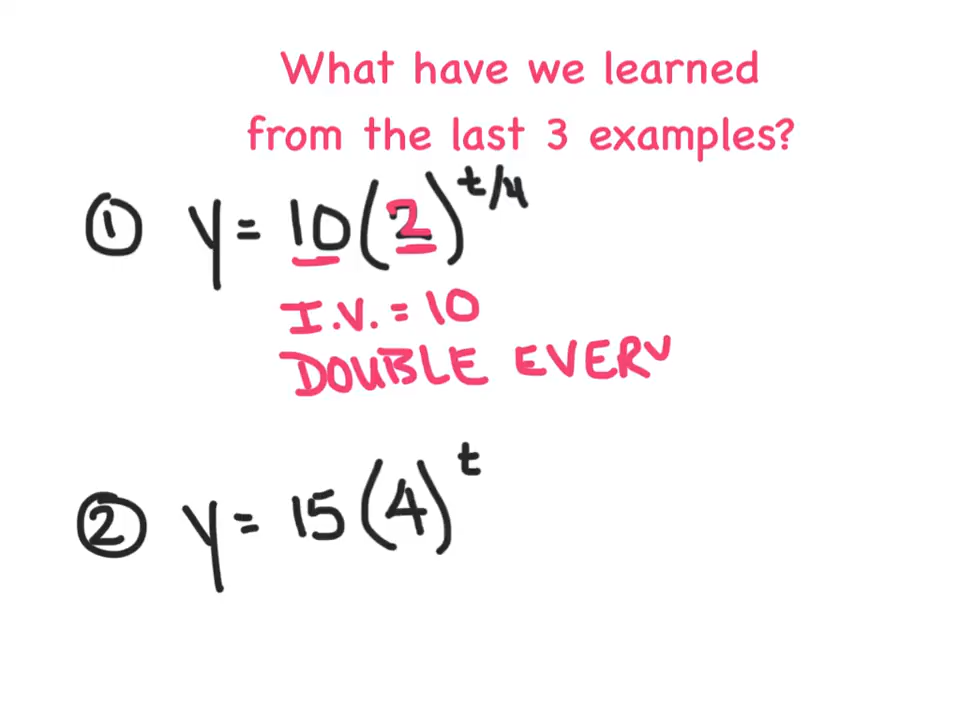 What have we learned
from the last 3 examples?
① y = 10(2)^t/4
I.V. = 10
DOUBLE EVERY
② y = 15(4)^t